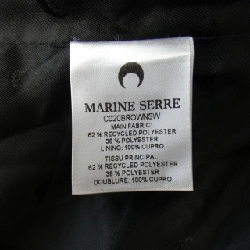 MARINE SERRE
MAIN FABRIC:
62 % RECYCLED POLYESTER
38 % POLYESTER
LINING: 100% CUPRO
TISSU PRINCIPAL
62 % RECYCLED POLYESTER
38 % POLYESTER
DOUBLURE: 100% CUPRO